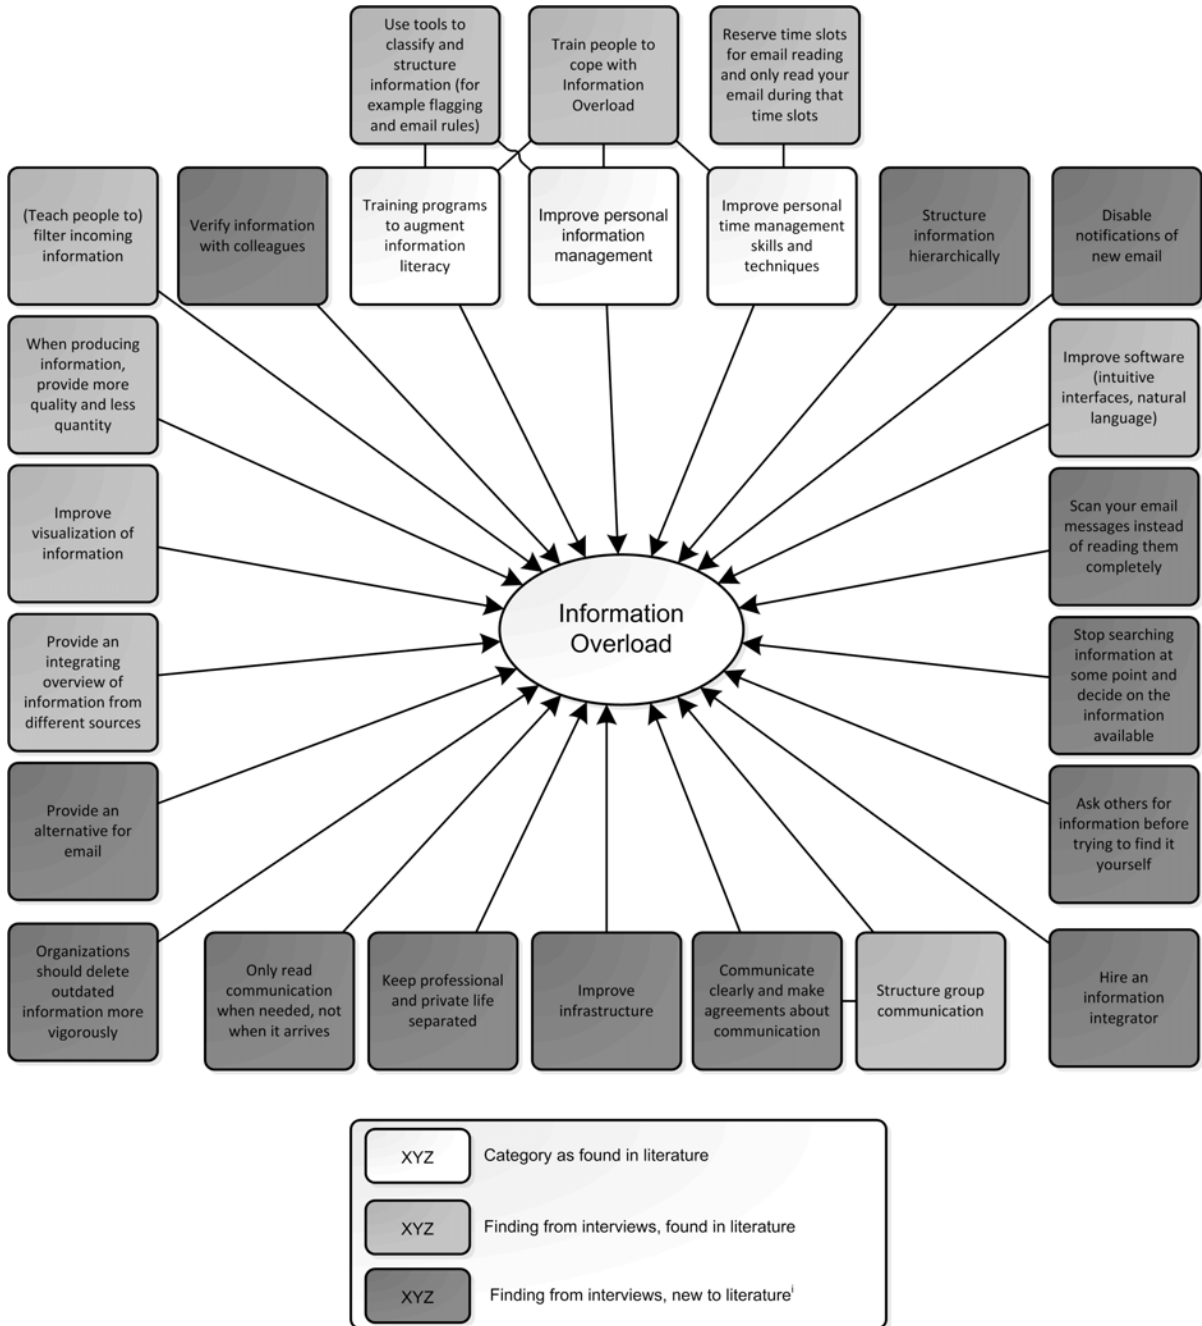 Use tools to
classify and
structure
information (for
example flagging
and email rules)
Train people to
cope with
Information
Overload
Reserve time slots
for email reading
and only read your
email during that
time slots
(Teach people to)
filter incoming
information
Verify information
with colleagues
Training programs
to augment
information
literacy
Improve personal
information
management
Improve personal
time management
skills and
techniques
Structure
information
hierarchically
Disable
notifications of
new email
When producing
information,
provide more
quality and less
quantity
Improve software
(intuitive
interfaces, natural
language)
Improve
visualization of
information
Scan your email
messages instead
of reading them
completely
Information
Overload
Provide an
integrating
overview of
information from
different sources
Stop searching
information at
some point and
decide on the
information
available
Provide an
alternative for
email
Ask others for
information before
trying to find it
yourself
Organizations
should delete
outdated
information more
vigorously
Only read
communication
when needed, not
when it arrives
Keep professional
and private life
separated
Improve
infrastructure
Communicate
clearly and make
agreements about
communication
Structure group
communication
Hire an
information
integrator
XYZ
Category as found in literature
XYZ
Finding from interviews, found in literature
XYZ
Finding from interviews, new to literatureⁱ